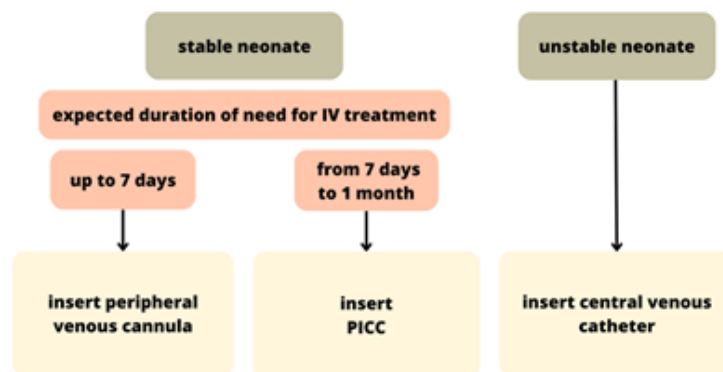 stable neonate
unstable neonate
expected duration of need for IV treatment
up to 7 days
from 7 days
to 1 month
insert peripheral
venous cannula
insert
PICC
insert central venous
catheter